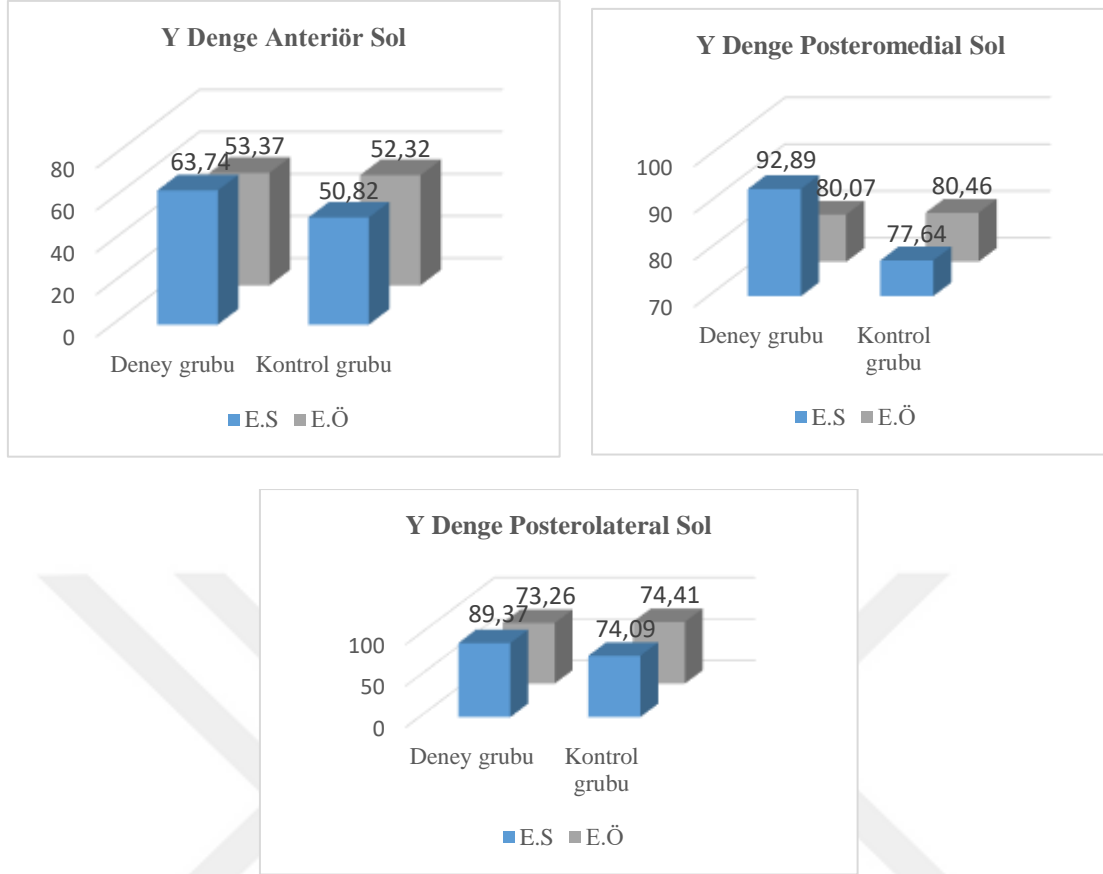 Y Denge Anteriör Sol
63,74
53,37
50,82
52,32
80
60
40
20
0
Deney grubu Kontrol grubu
E.S E.Ö
Y Denge Posteromedial Sol
92,89
80,07
77,64
80,46
100
90
80
70
Deney grubu Kontrol
grubu
E.S E.Ö
Y Denge Posterolateral Sol
89,37
73,26
74,09
74,41
100
50
0
Deney grubu Kontrol
grubu
E.S E.Ö